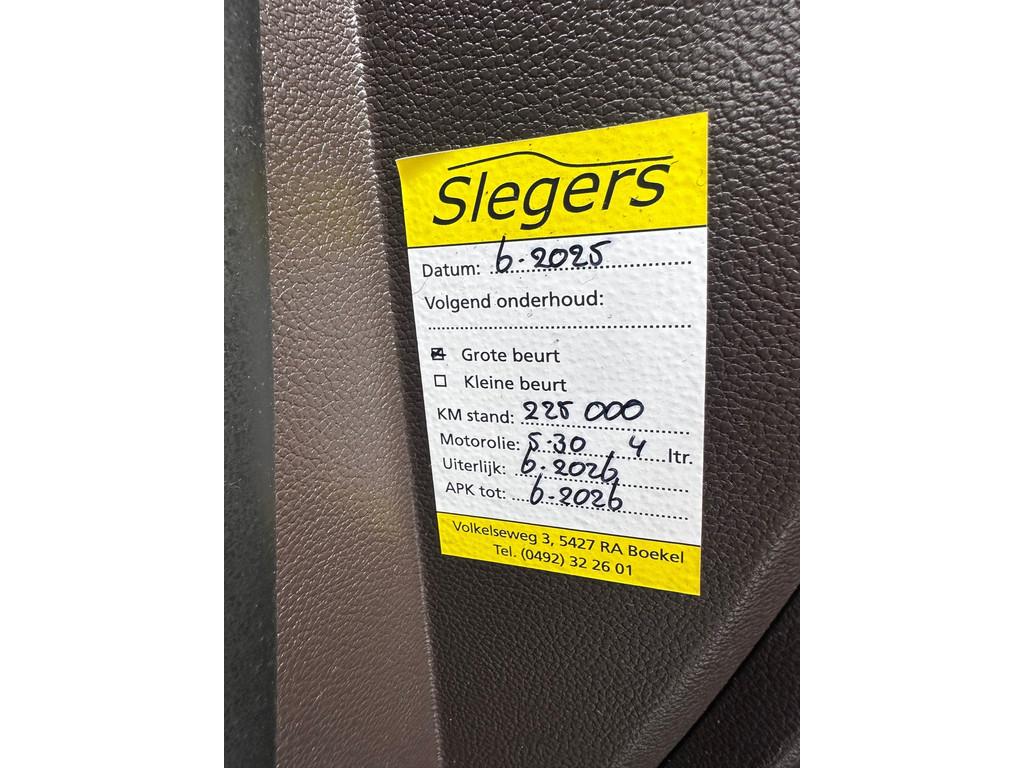 Slegers
Datum: 6-2025
Volgend onderhoud:
Grote beurt
Kleine beurt
KM stand: 225 000
Motorolie: 5-30 4 ltr.
Uiterlijk: 6-2026
APK tot: 6-2026
Volkelseweg 3, 5427 RA Boekel
Tel. (0492) 32 26 01